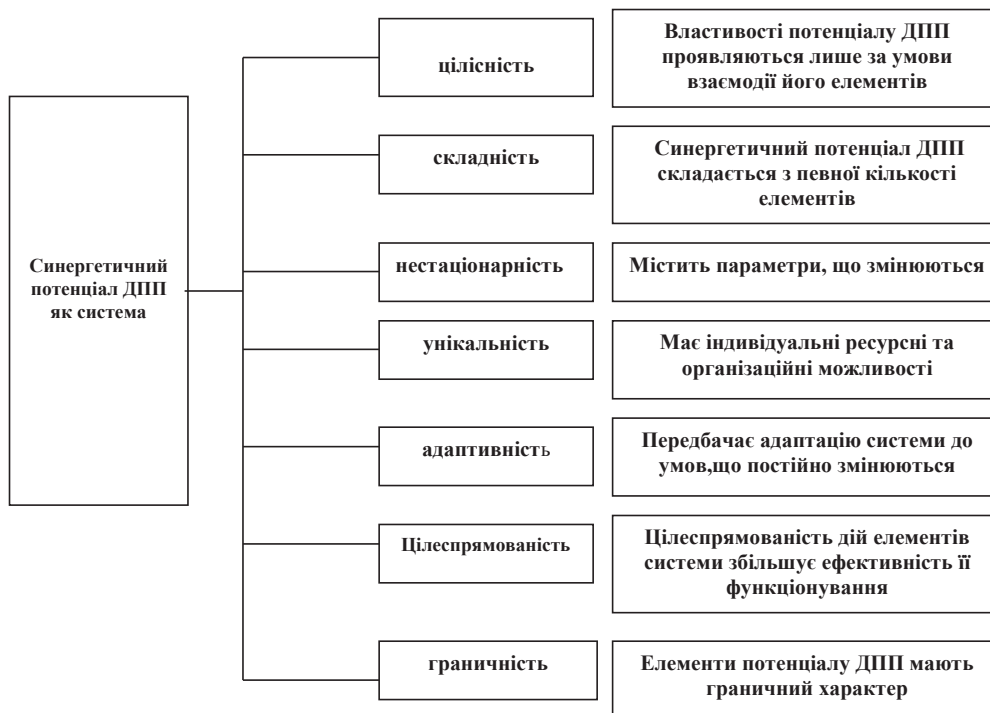 Синергетичний
потенціал ДПП
як система
цілісність
Властивості потенціалу ДПП
проявляються лише за умови
взаємодії його елементів
складність
Синергетичний потенціал ДПП
складається з певної кількості
елементів
нестаціонарність
Містить параметри, що змінюються
унікальність
Має індивідуальні ресурсні та
організаційні можливості
адаптивність
Передбачає адаптацію системи до
умов,що постійно змінюються
Цілеспрямованість
Цілеспрямованість дій елементів
системи збільшує ефективність її
функціонування
граничність
Елементи потенціалу ДПП мають
граничний характер